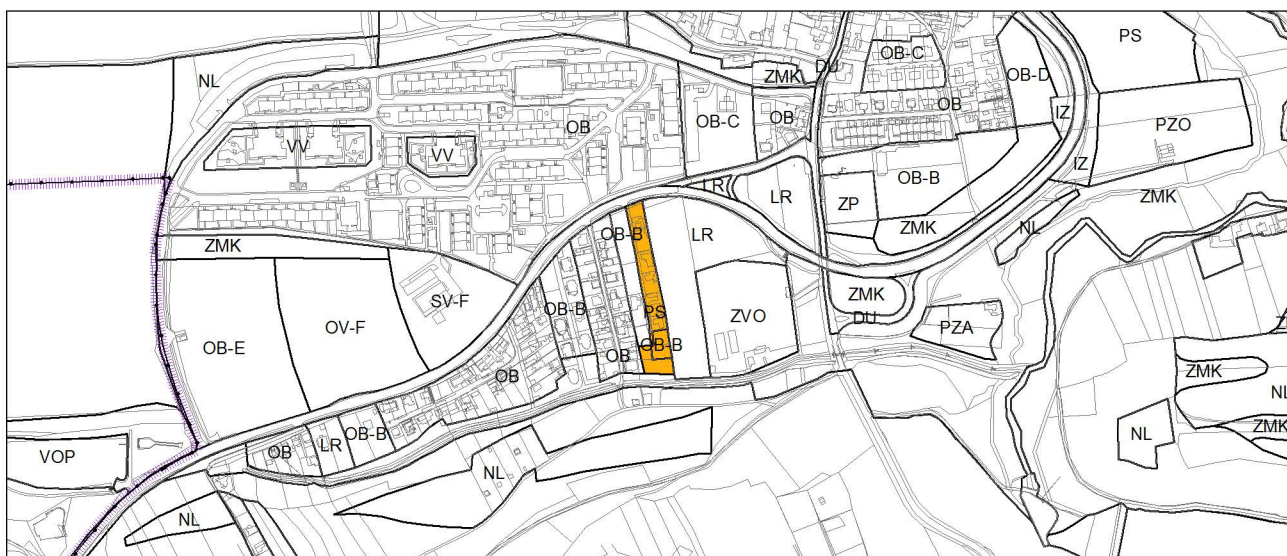 PS
OB-C
DU
ZMK
NL
OB-D
OB
IZ
PZO
OB
OB-C
OB
VV
VV
IZ
OB-B
LR
LR
ZP
ZMK
NL
ZMK
OB-B
LR
ZMK
ZMK
SV-F
ZMK
OV-F
OB-B
PS
ZVO
DU
PZA
OB-E
OB-B
OB
OB
ZMK
OB-B
LR
OB
NL
ZMK
VOP
NL
NL
NL